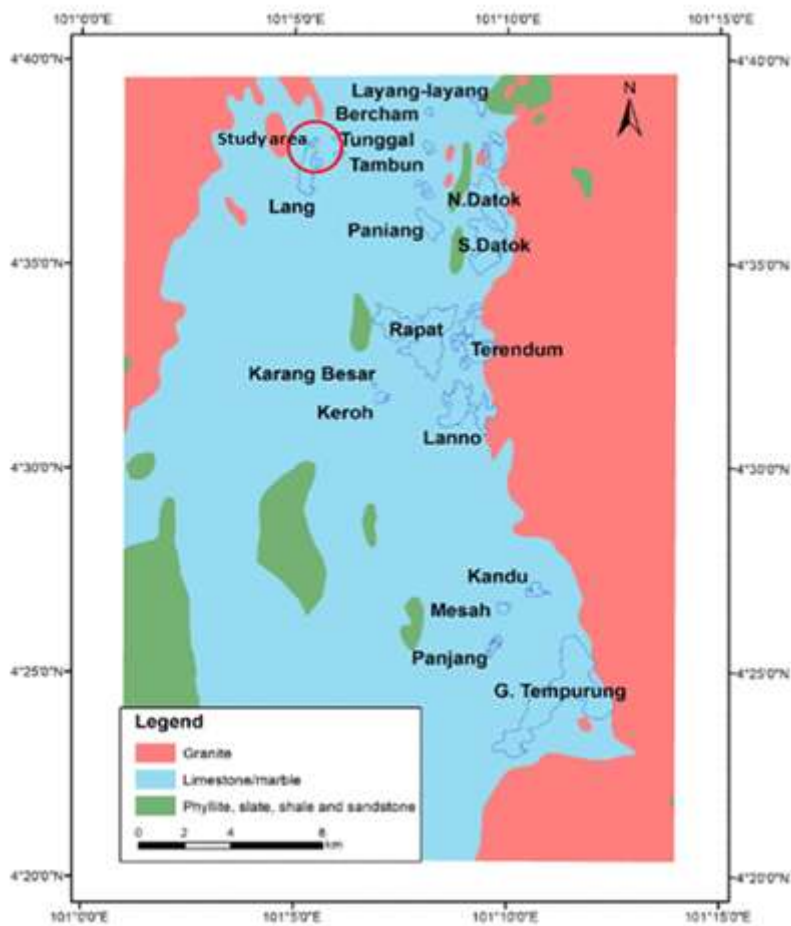 101°0'0"E 101°5'0"E 101°10'0"E 101°15'0"E
4°40'0"N 4°40'0"N
N
Layang-layang
Bercham
Study area Tunggal
Tambun
Lang
N.Datok
Paniang
S.Datok
4°35'0"N 4°35'0"N
Rapat
Terendum
Karang Besar
Keroh
Lanno
4°30'0"N 4°30'0"N
Kandu
Mesah
Panjang
4°25'0"N 4°25'0"N
G. Tempurung
Legend
Granite
Limestone/marble
Phyllite, slate, shale and sandstone
0 2 4 8
km
4°20'0"N 4°20'0"N
101°0'0"E 101°5'0"E 101°10'0"E 101°15'0"E